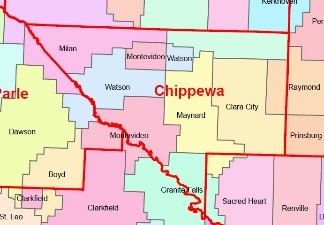 Kerkhoven
Per
Milan
Montevideo
Watson
Watson
Chippewa
Raymond
Parle
Clara City
Maynard
Dawson
Montevideo
Prinsburg
Boyd
Granite Falls
Clarkfield
Clarkfield
Sacred Heart
Renville
St. Leo